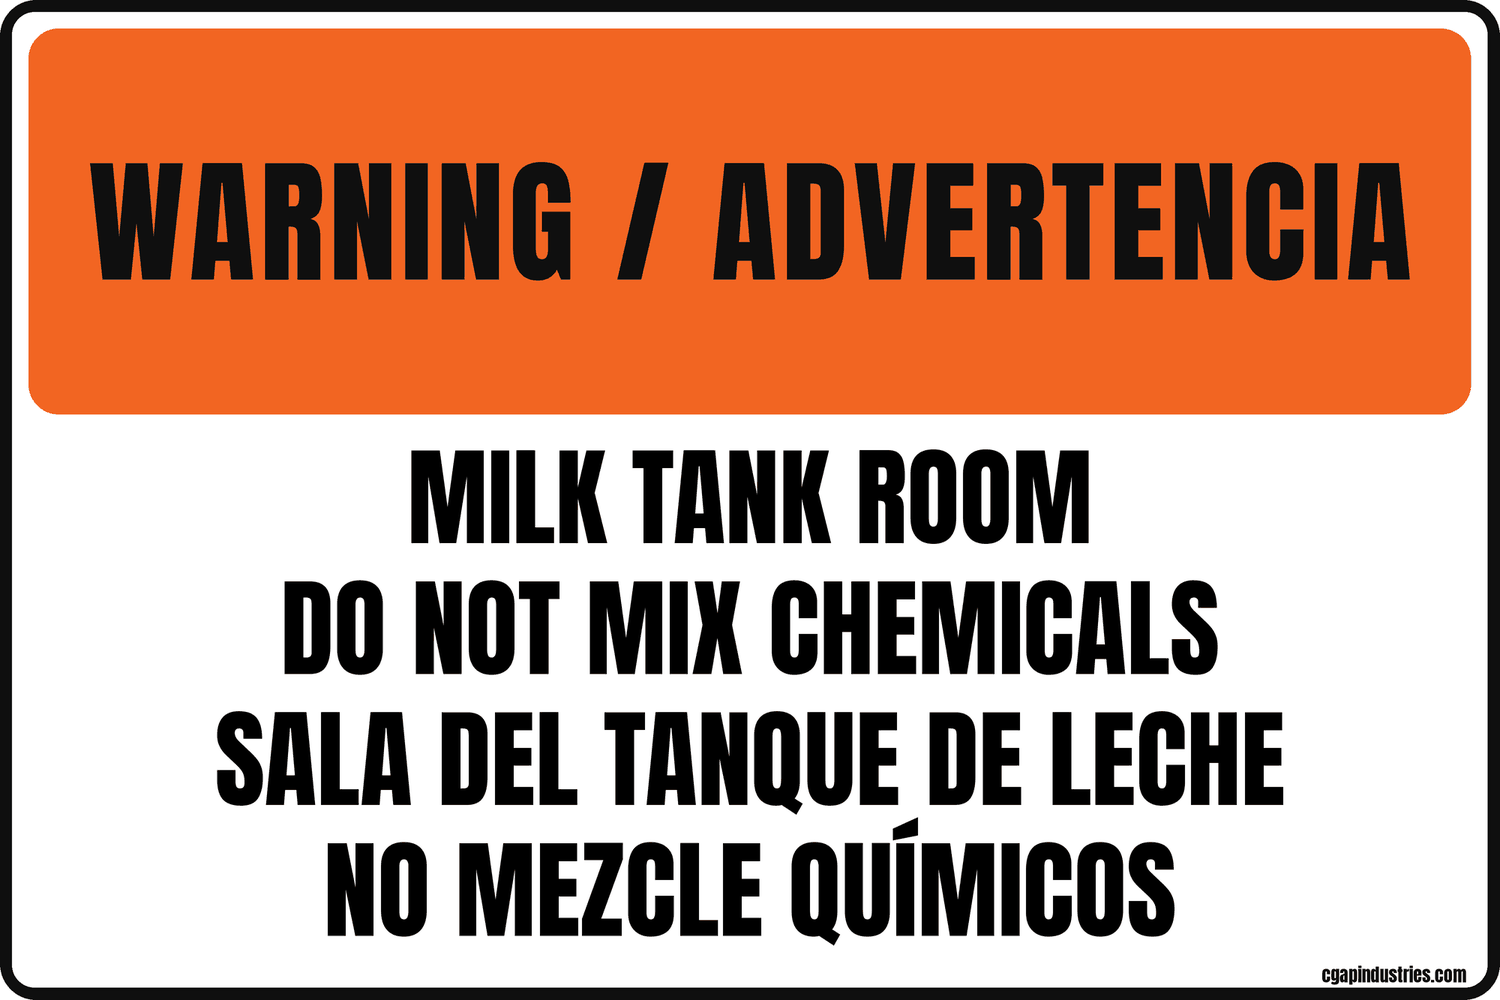 WARNING / ADVERTENCIA
MILK TANK ROOM
DO NOT MIX CHEMICALS
SALA DEL TANQUE DE LECHE
NO MEZCLE QUÍMICOS
cgapindustries.com